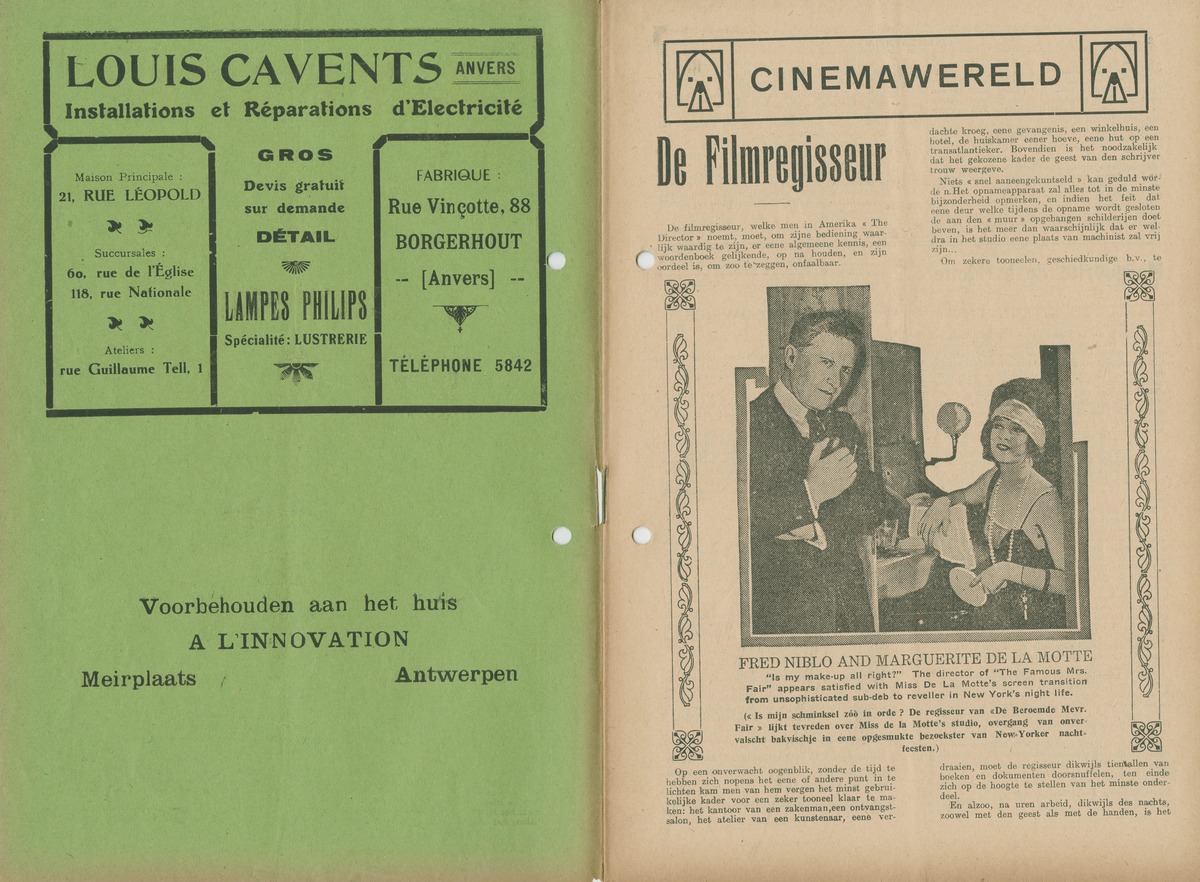 LOUIS CAVENTS ANVERS
Installations et Réparations d'Electricité
Maison Principale :
21, RUE LÉOPOLD
Succursales :
60, rue de l'Église
118, rue Nationale
Ateliers :
rue Guillaume Tell, 1
GROS
Devis gratuit
sur demande
DÉTAIL
LAMPES PHILIPS
Spécialité: LUSTRERIE
FABRIQUE :
Rue Vinçotte, 88
BORGERHOUT
-- [Anvers] --
TÉLÉPHONE 5842
Voorbehouden aan het huis
A L'INNOVATION
Meirplaats Antwerpen
CINEMAWERELD
De Filmregisseur
De filmregisseur, welke men in Amerika « The
Director » noemt, moet, om zijne bediening waar-
lijk waardig te zijn, er eene algemeene kennis, een
woordenboek gelijkende, op na houden, en zijn
oordeel is, om zoo te zeggen, onfaalbaar.
dachte kroeg, eene gevangenis, een winkelhuis, een
hotel, de huiskamer eener hoeve, eene hut op een
transatlantieker. Bovendien is het noodzakelijk
dat het gekozene kader de geest van den schrijver
trouw weergeve.
Niets « snel aaneengekuntseld » kan geduld wor-
de n.Het opnameapparaat zal alles tot in de minste
bijzonderheid opmerken, en indien het feit dat
eene deur welke tijdens de opname wordt gesloten
de aan den « muur » opgehangen schilderijen doet
beven, is het meer dan waarschijnlijk dat er wel-
dra in het studio eene plaats van machinist zal vrij
zijn...
Om zekere tooneelen, geschiedkundige b.v., te
FRED NIBLO AND MARGUERITE DE LA MOTTE
"Is my make-up all right?" The director of "The Famous Mrs.
Fair" appears satisfied with Miss De La Motte's screen transition
from unsophisticated sub-deb to reveller in New York's night life.
(« Is mijn schminksel zóó in orde ? De regisseur van «De Beroemde Mevr.
Fair » lijkt tevreden over Miss de la Motte's studio, overgang van onver-
valscht bakvischje in eene opgesmukte bezoekster van New-Yorker nacht-
feesten.)
Op een onverwacht oogenblik, zonder de tijd te
hebben zich nopens het eene of andere punt in te
lichten kam men van hem vergen het minst gebrui-
kelijke kader voor een zeker tooneel klaar te ma-
ken: het kantoor van een zakenman,een ontvangst-
salon, het atelier van een kunstenaar, eene ver-
draaien, moet de regisseur dikwijls tientallen van
boeken en dokumenten doorsnuffelen, ten einde
zich op de hoogte te stellen van het minste onder-
deel.
En alzoo, na uren arbeid, dikwijls des nachts,
zoowel met den geest als met de handen, is het